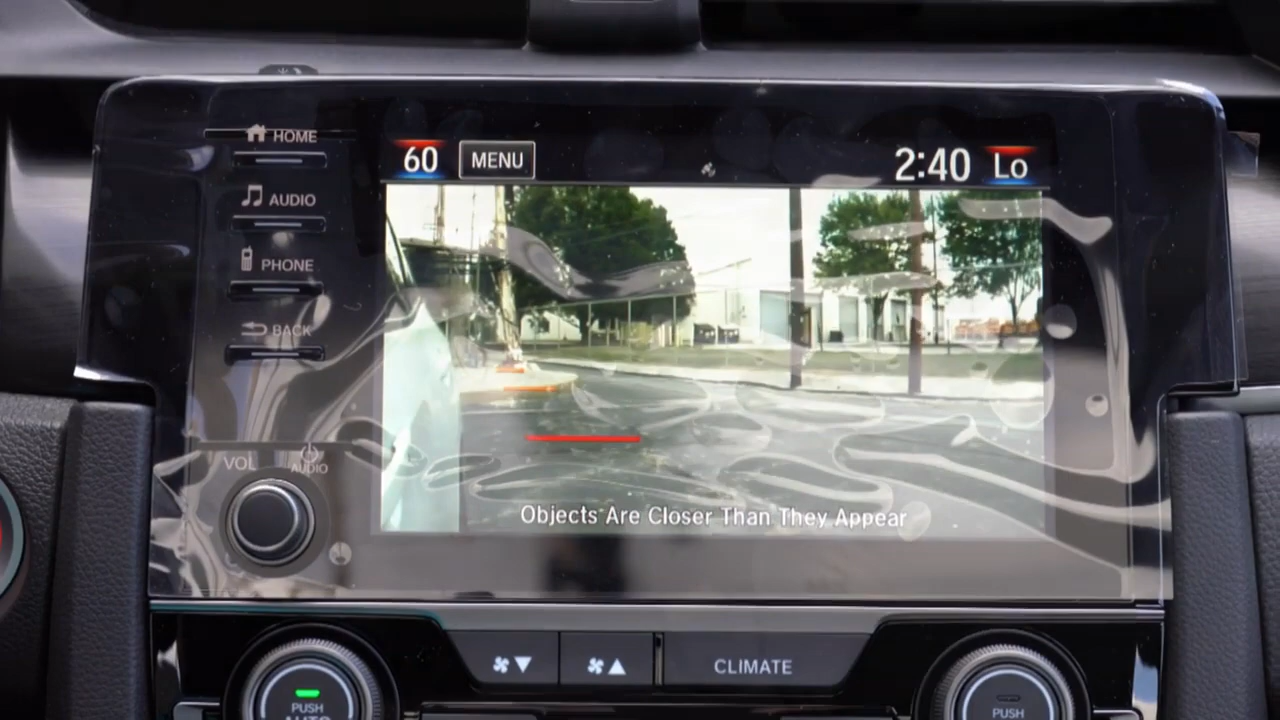 HOME
60
MENU
2:40
Lo
AUDIO
PHONE
BACK
VOL
AUDIO
Objects Are Closer Than They Appear
CLIMATE
PUSH
AUTO
PUSH